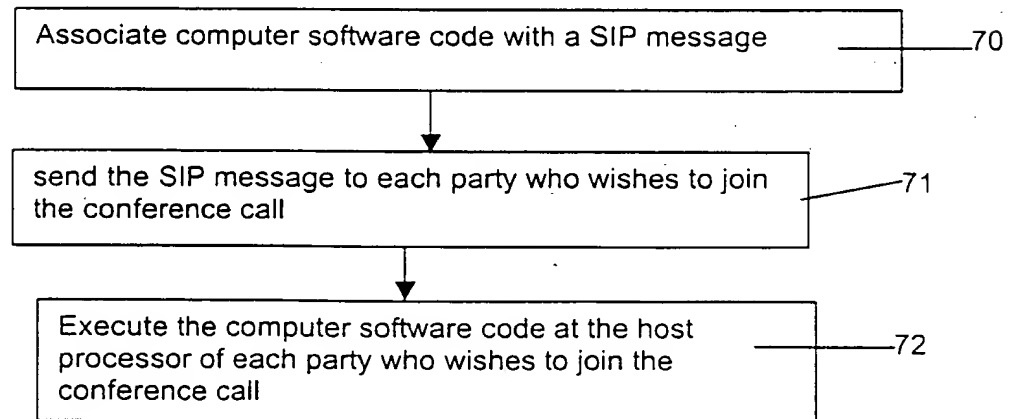 Associate computer software code with a SIP message
70
send the SIP message to each party who wishes to join
the conference call
71
Execute the computer software code at the host
processor of each party who wishes to join the
conference call
72